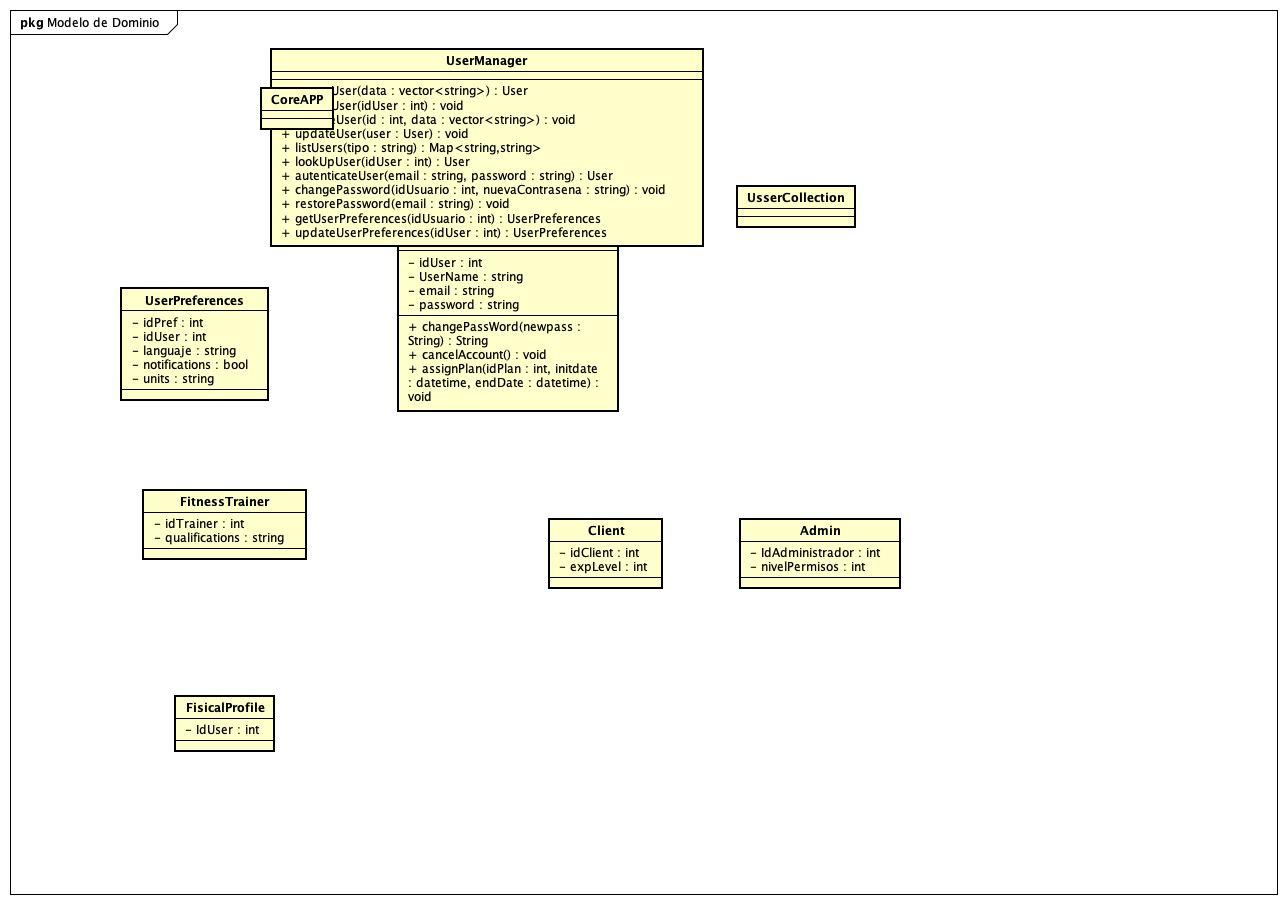 pkg Modelo de Dominio
UserManager
CoreAPP
User(data : vector<string>) : User
User(idUser : int) : void
User(id : int, data : vector<string>) : void
+ updateUser(user : User) : void
+ listUsers(tipo : string) : Map<string,string>
+ lookUpUser(idUser : int) : User
+ autenticateUser(email : string, password : string) : User
+ changePassword(idUsuario : int, nuevaContrasena : string) : void
+ restorePassword(email : string) : void
+ getUserPreferences(idUsuario : int) : UserPreferences
+ updateUserPreferences(idUser : int) : UserPreferences
UsserCollection
- idUser : int
- UserName : string
- email : string
- password : string
+ changePassWord(newpass :
String) : String
+ cancelAccount() : void
+ assignPlan(idPlan : int, initdate
: datetime, endDate : datetime) :
void
UserPreferences
- idPref : int
- idUser : int
- languaje : string
- notifications : bool
- units : string
FitnessTrainer
- idTrainer : int
- qualifications : string
Client
- idClient : int
- expLevel : int
Admin
- IdAdministrador : int
- nivelPermisos : int
FisicalProfile
- IdUser : int